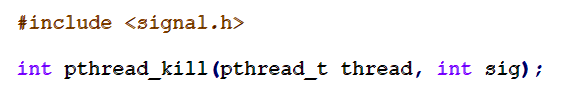 #include <signal.h>
int pthread_kill(pthread_t thread, int sig);